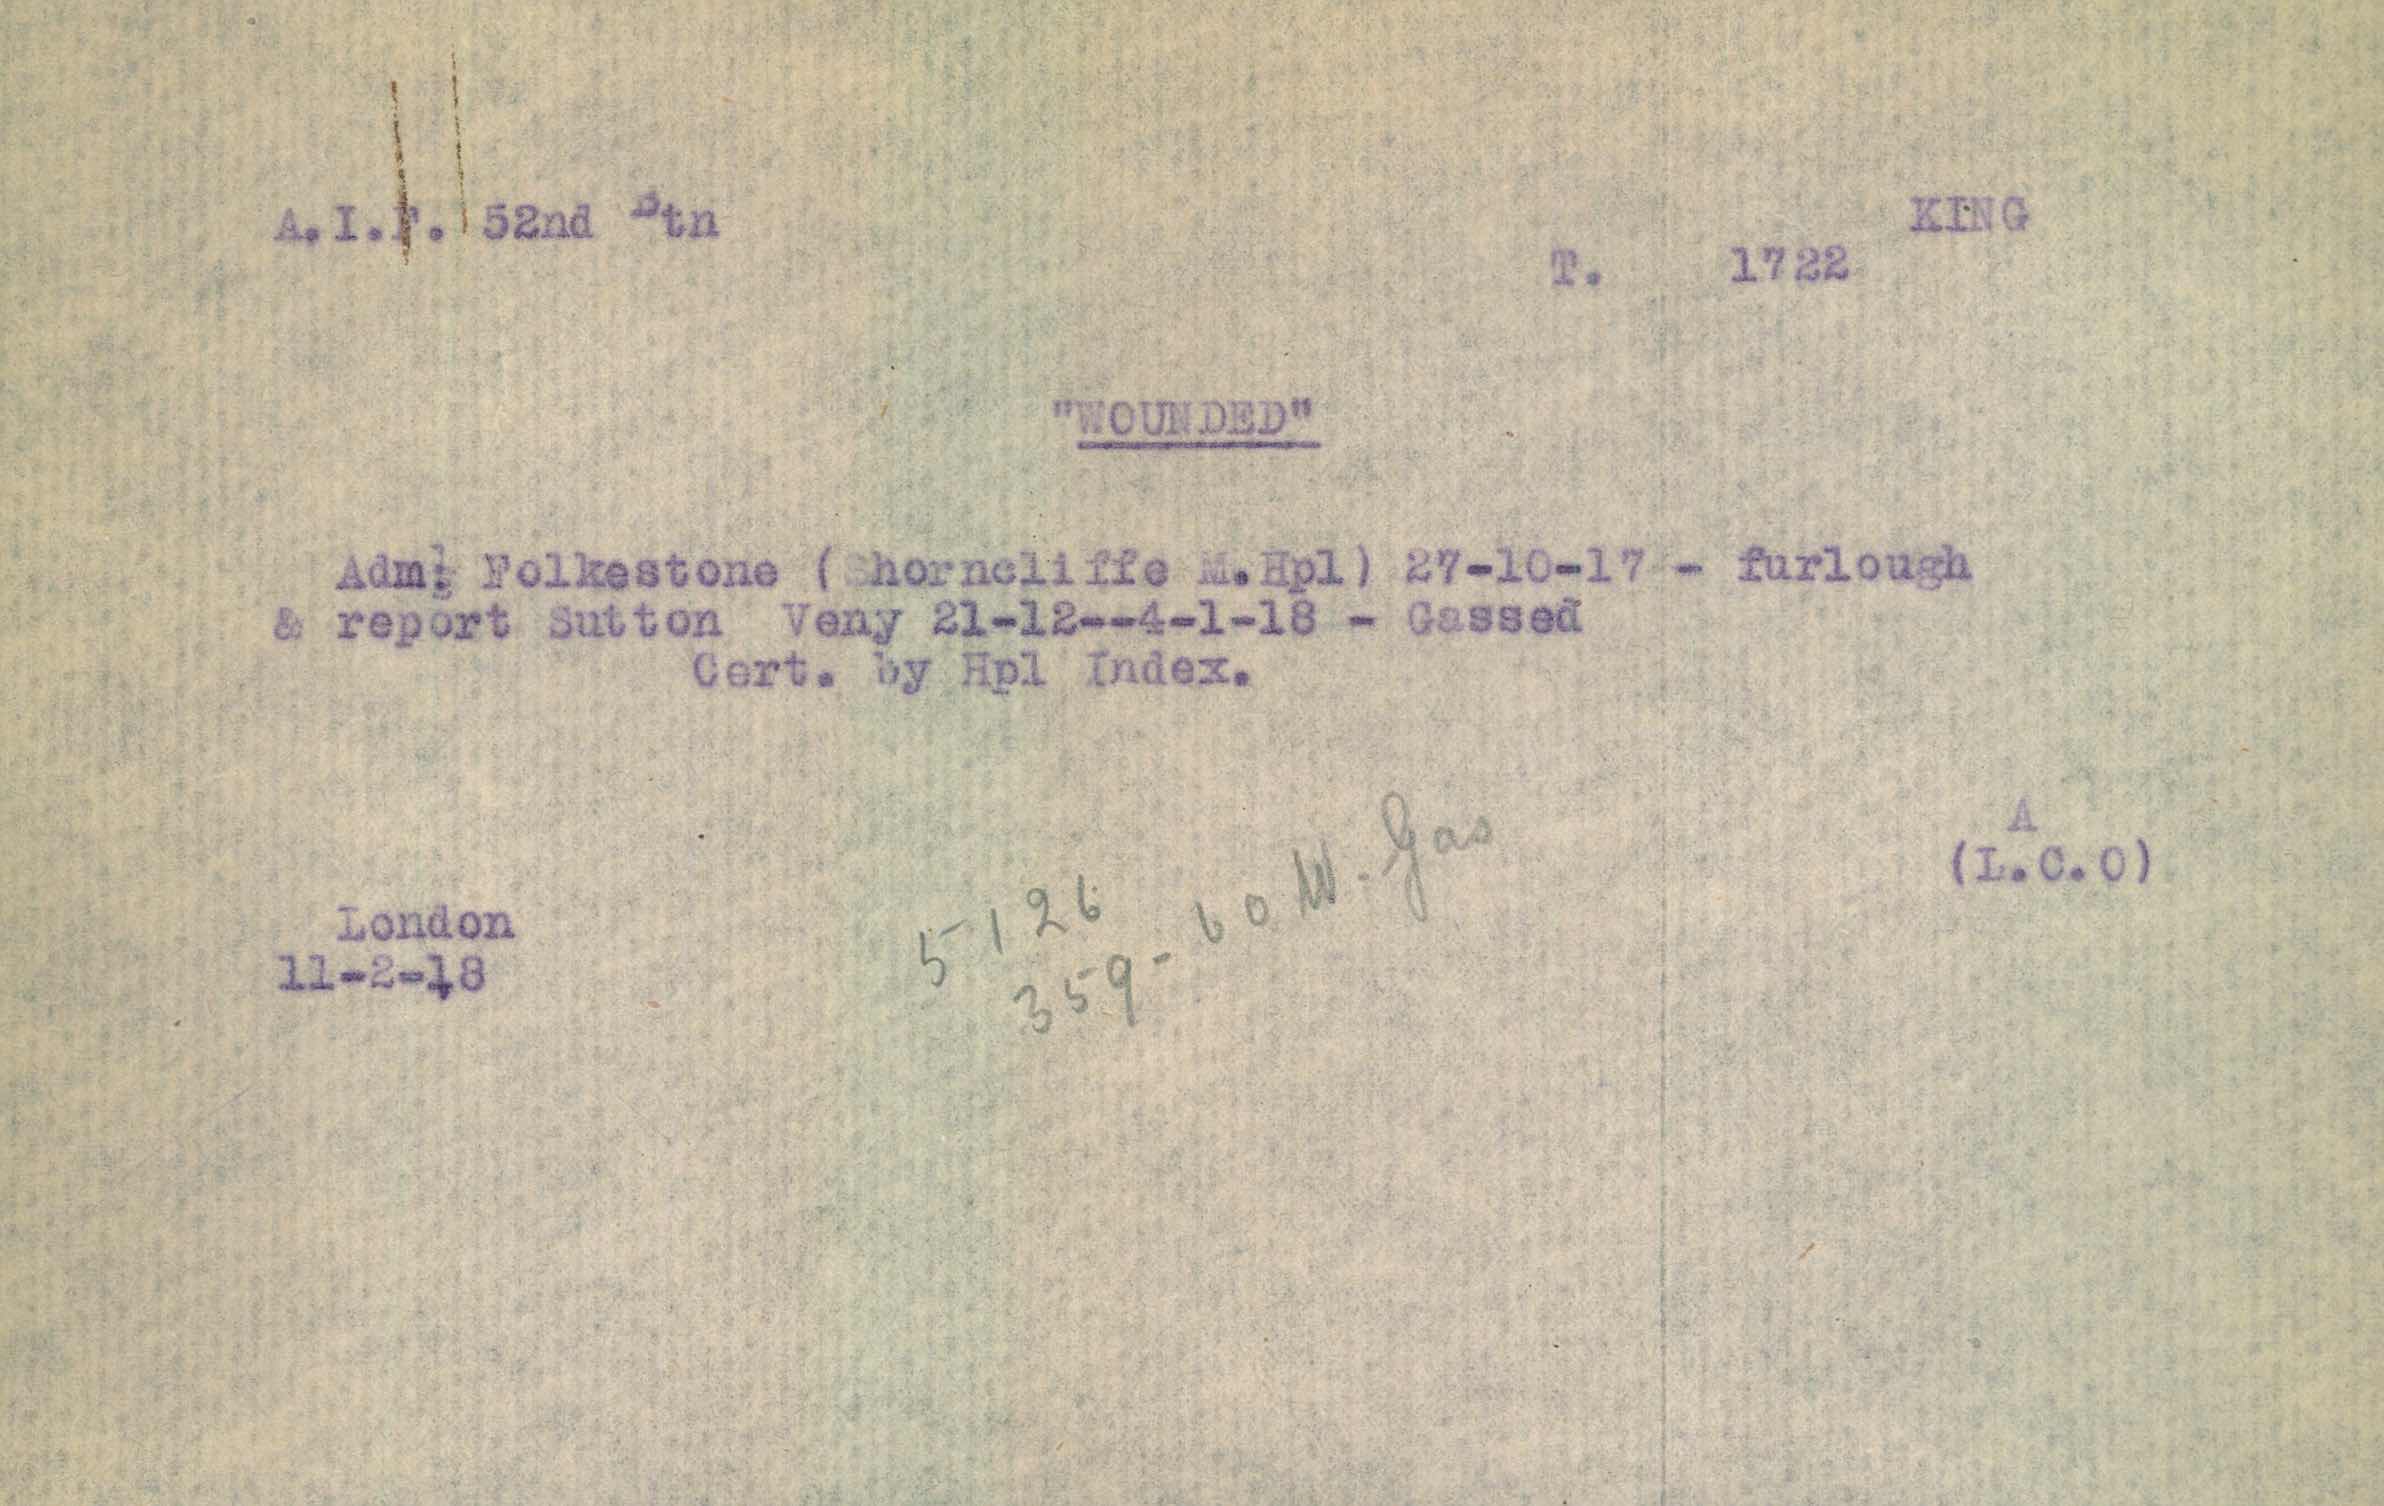 A.I.F. 52nd Btn
KING
T. 1722
"WOUNDED"
Admt Folkestone (Shorncliffe M.Hpl) 27-10-17 - furlough
& report Sutton Veny 21-12--4-1-18 - Gassed
Cert. by Hpl Index.
A
(L.C.O)
London
11-2-18
5126
359-60 W. Gas